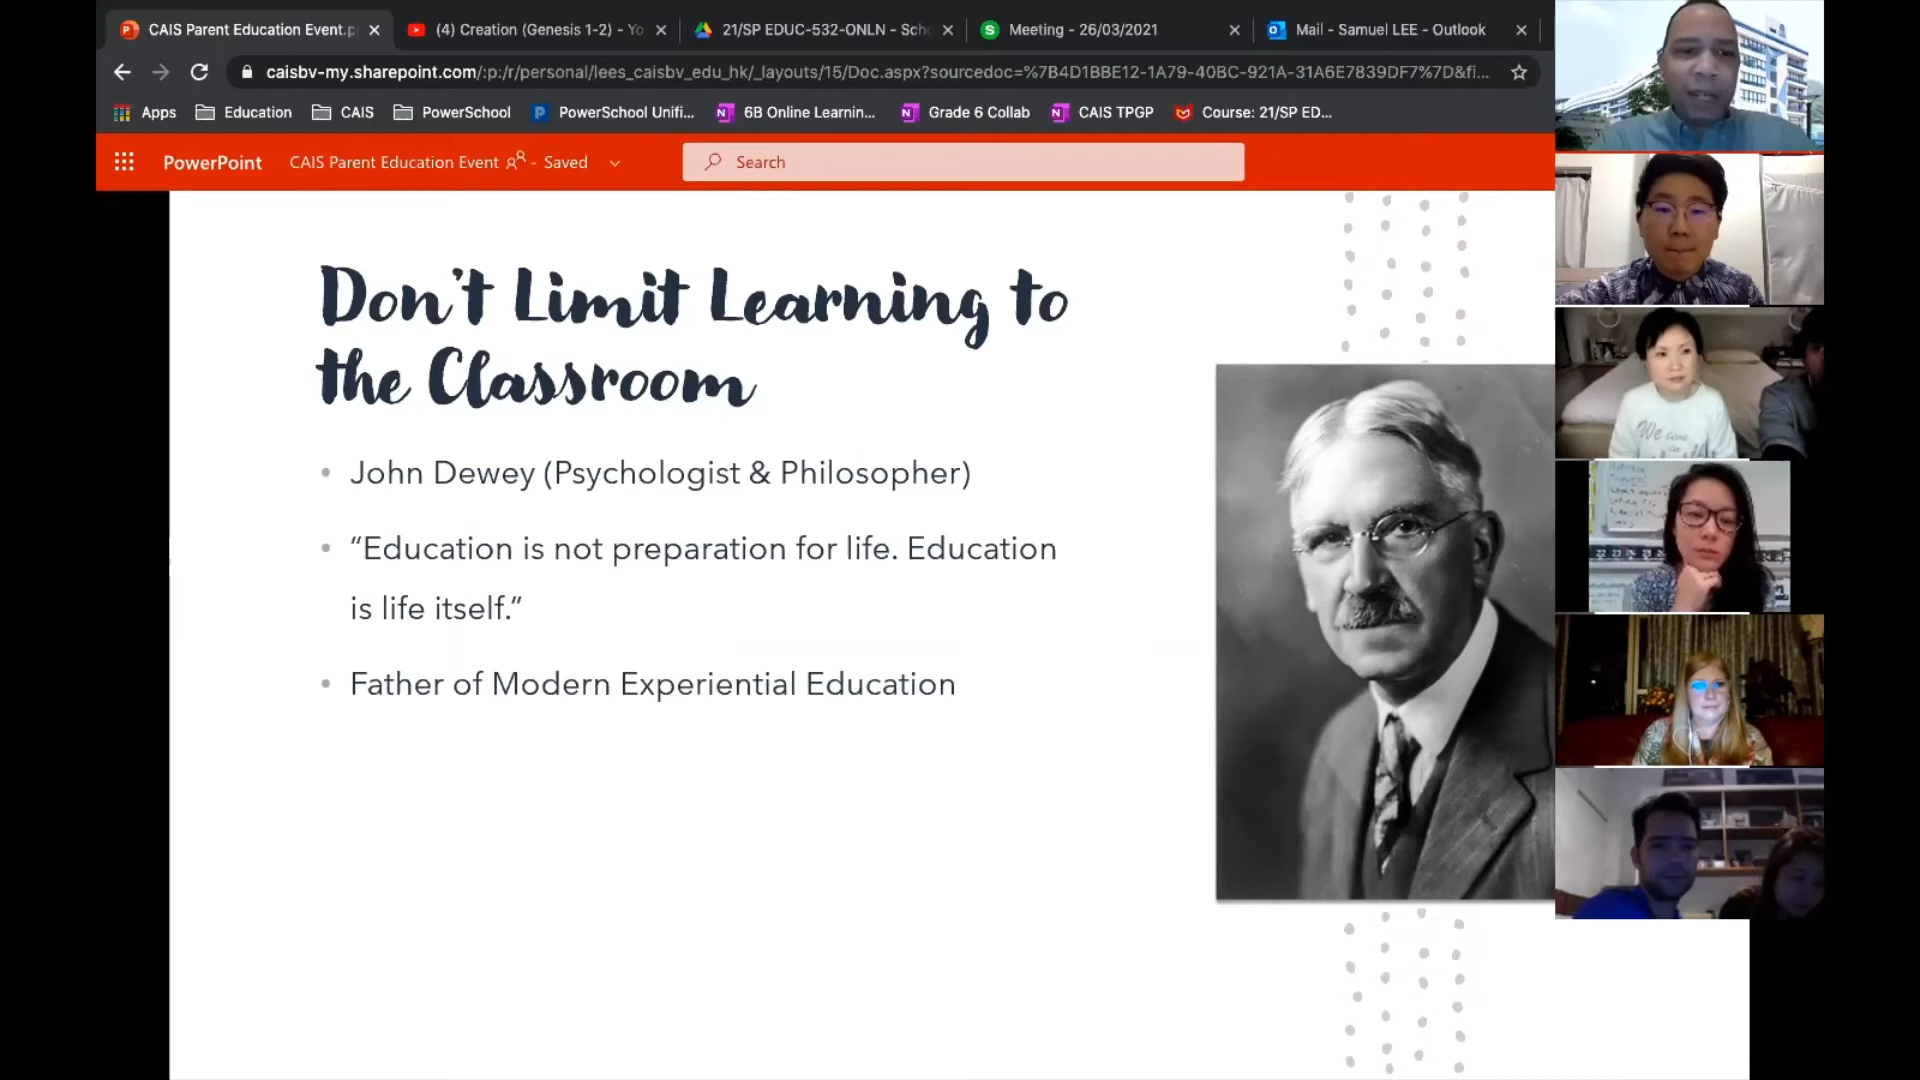 CAIS Parent Education Event.p
(4) Creation (Genesis 1-2) - Yo
21/SP EDUC-532-ONLN - Scho
Meeting - 26/03/2021
Mail - Samuel LEE - Outlook
caisbv-my.sharepoint.com/:p:/r/personal/lees_caisbv_edu_hk/_layouts/15/Doc.aspx?sourcedoc=%7B4D1BBE12-1A79-40BC-921A-31A6E7839DF7%7D&fi...
Apps
Education
CAIS
PowerSchool
PowerSchool Unifi...
6B Online Learnin...
Grade 6 Collab
CAIS TPGP
Course: 21/SP ED...
PowerPoint
CAIS Parent Education Event - Saved
Search
Don't Limit Learning to
the Classroom
• John Dewey (Psychologist & Philosopher)
• “Education is not preparation for life. Education
is life itself.”
• Father of Modern Experiential Education
We